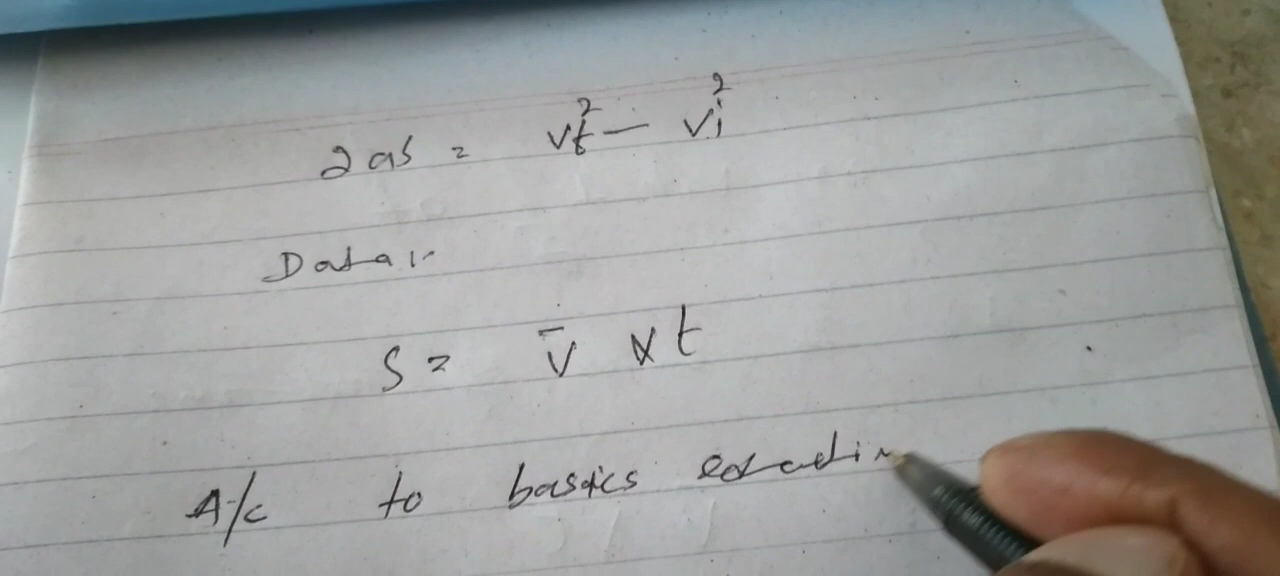 2as = vf² – vi²
Data:-
S = v̄ × t
A/c to basics